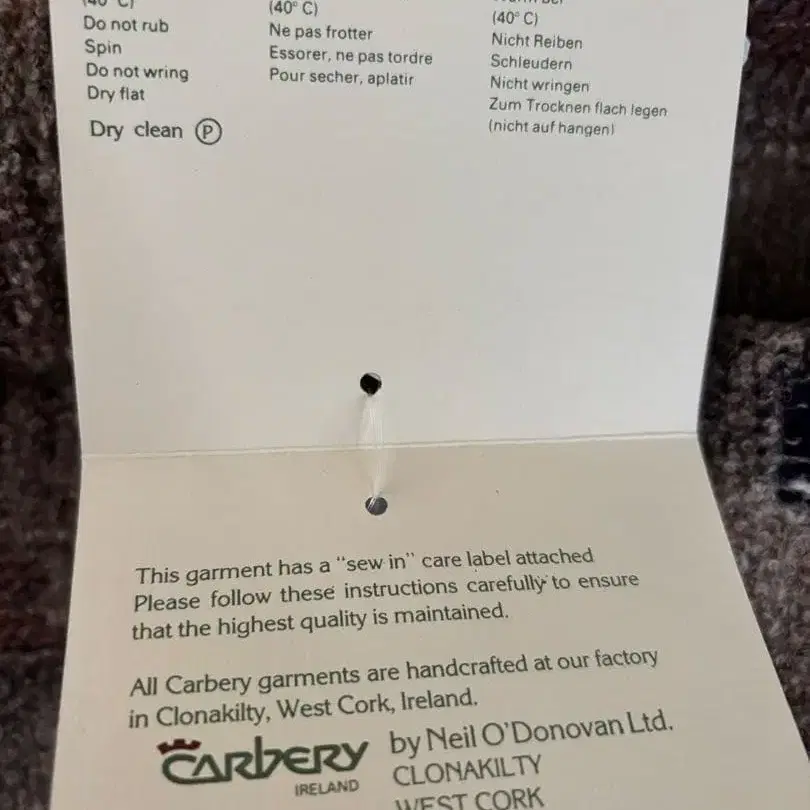 (40° C)
Do not rub
Spin
Do not wring
Dry flat
Dry clean Ⓟ
(40° C)
Ne pas frotter
Essorer, ne pas tordre
Pour secher, aplatir
(40° C)
Nicht Reiben
Schleudern
Nicht wringen
Zum Trocknen flach legen
(nicht auf hangen)
This garment has a “sew in” care label attached
Please follow these instructions carefully to ensure
that the highest quality is maintained.
All Carbery garments are handcrafted at our factory
in Clonakilty, West Cork, Ireland.
CARBERY
IRELAND
by Neil O'Donovan Ltd.
CLONAKILTY
WEST CORK